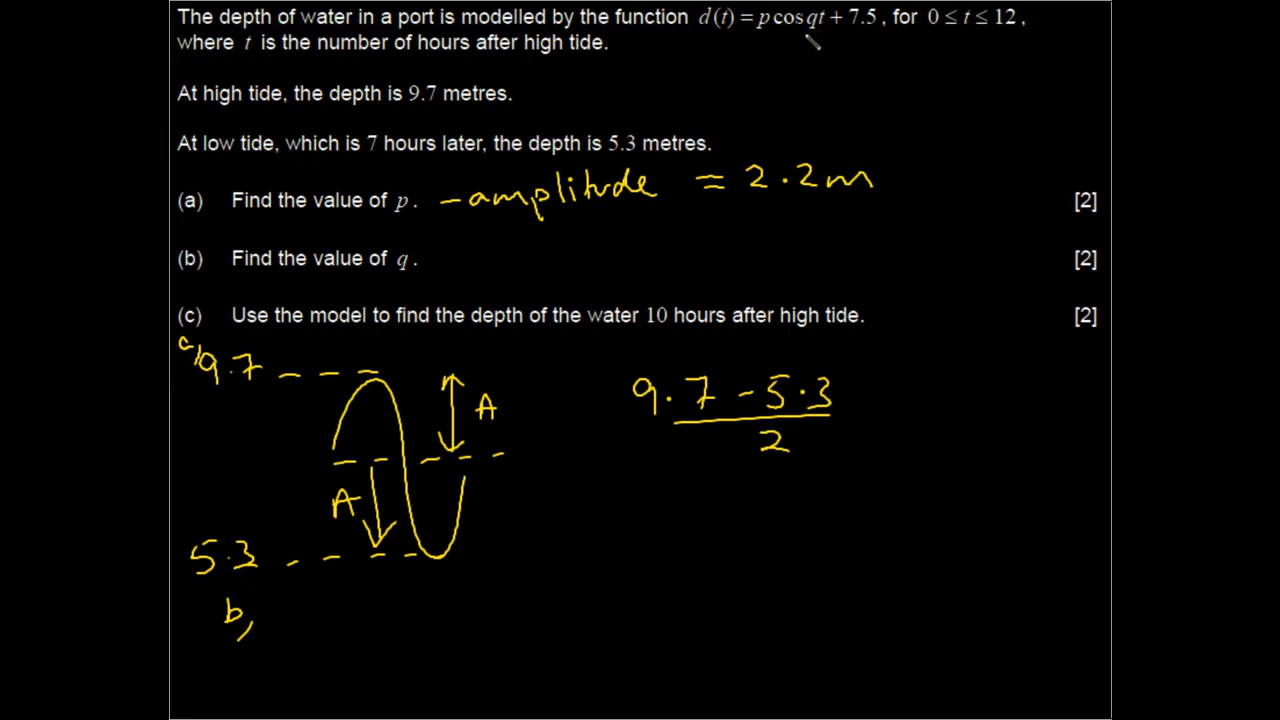 The depth of water in a port is modelled by the function d(t) = p cos qt + 7.5, for 0 ≤ t ≤ 12,
where t is the number of hours after high tide.
At high tide, the depth is 9.7 metres.
At low tide, which is 7 hours later, the depth is 5.3 metres.
(a) Find the value of p. – amplitude = 2.2m [2]
(b) Find the value of q. [2]
(c) Use the model to find the depth of the water 10 hours after high tide. [2]
a, 9.7
A
9.7 - 5.3
2
A
5.3
b,